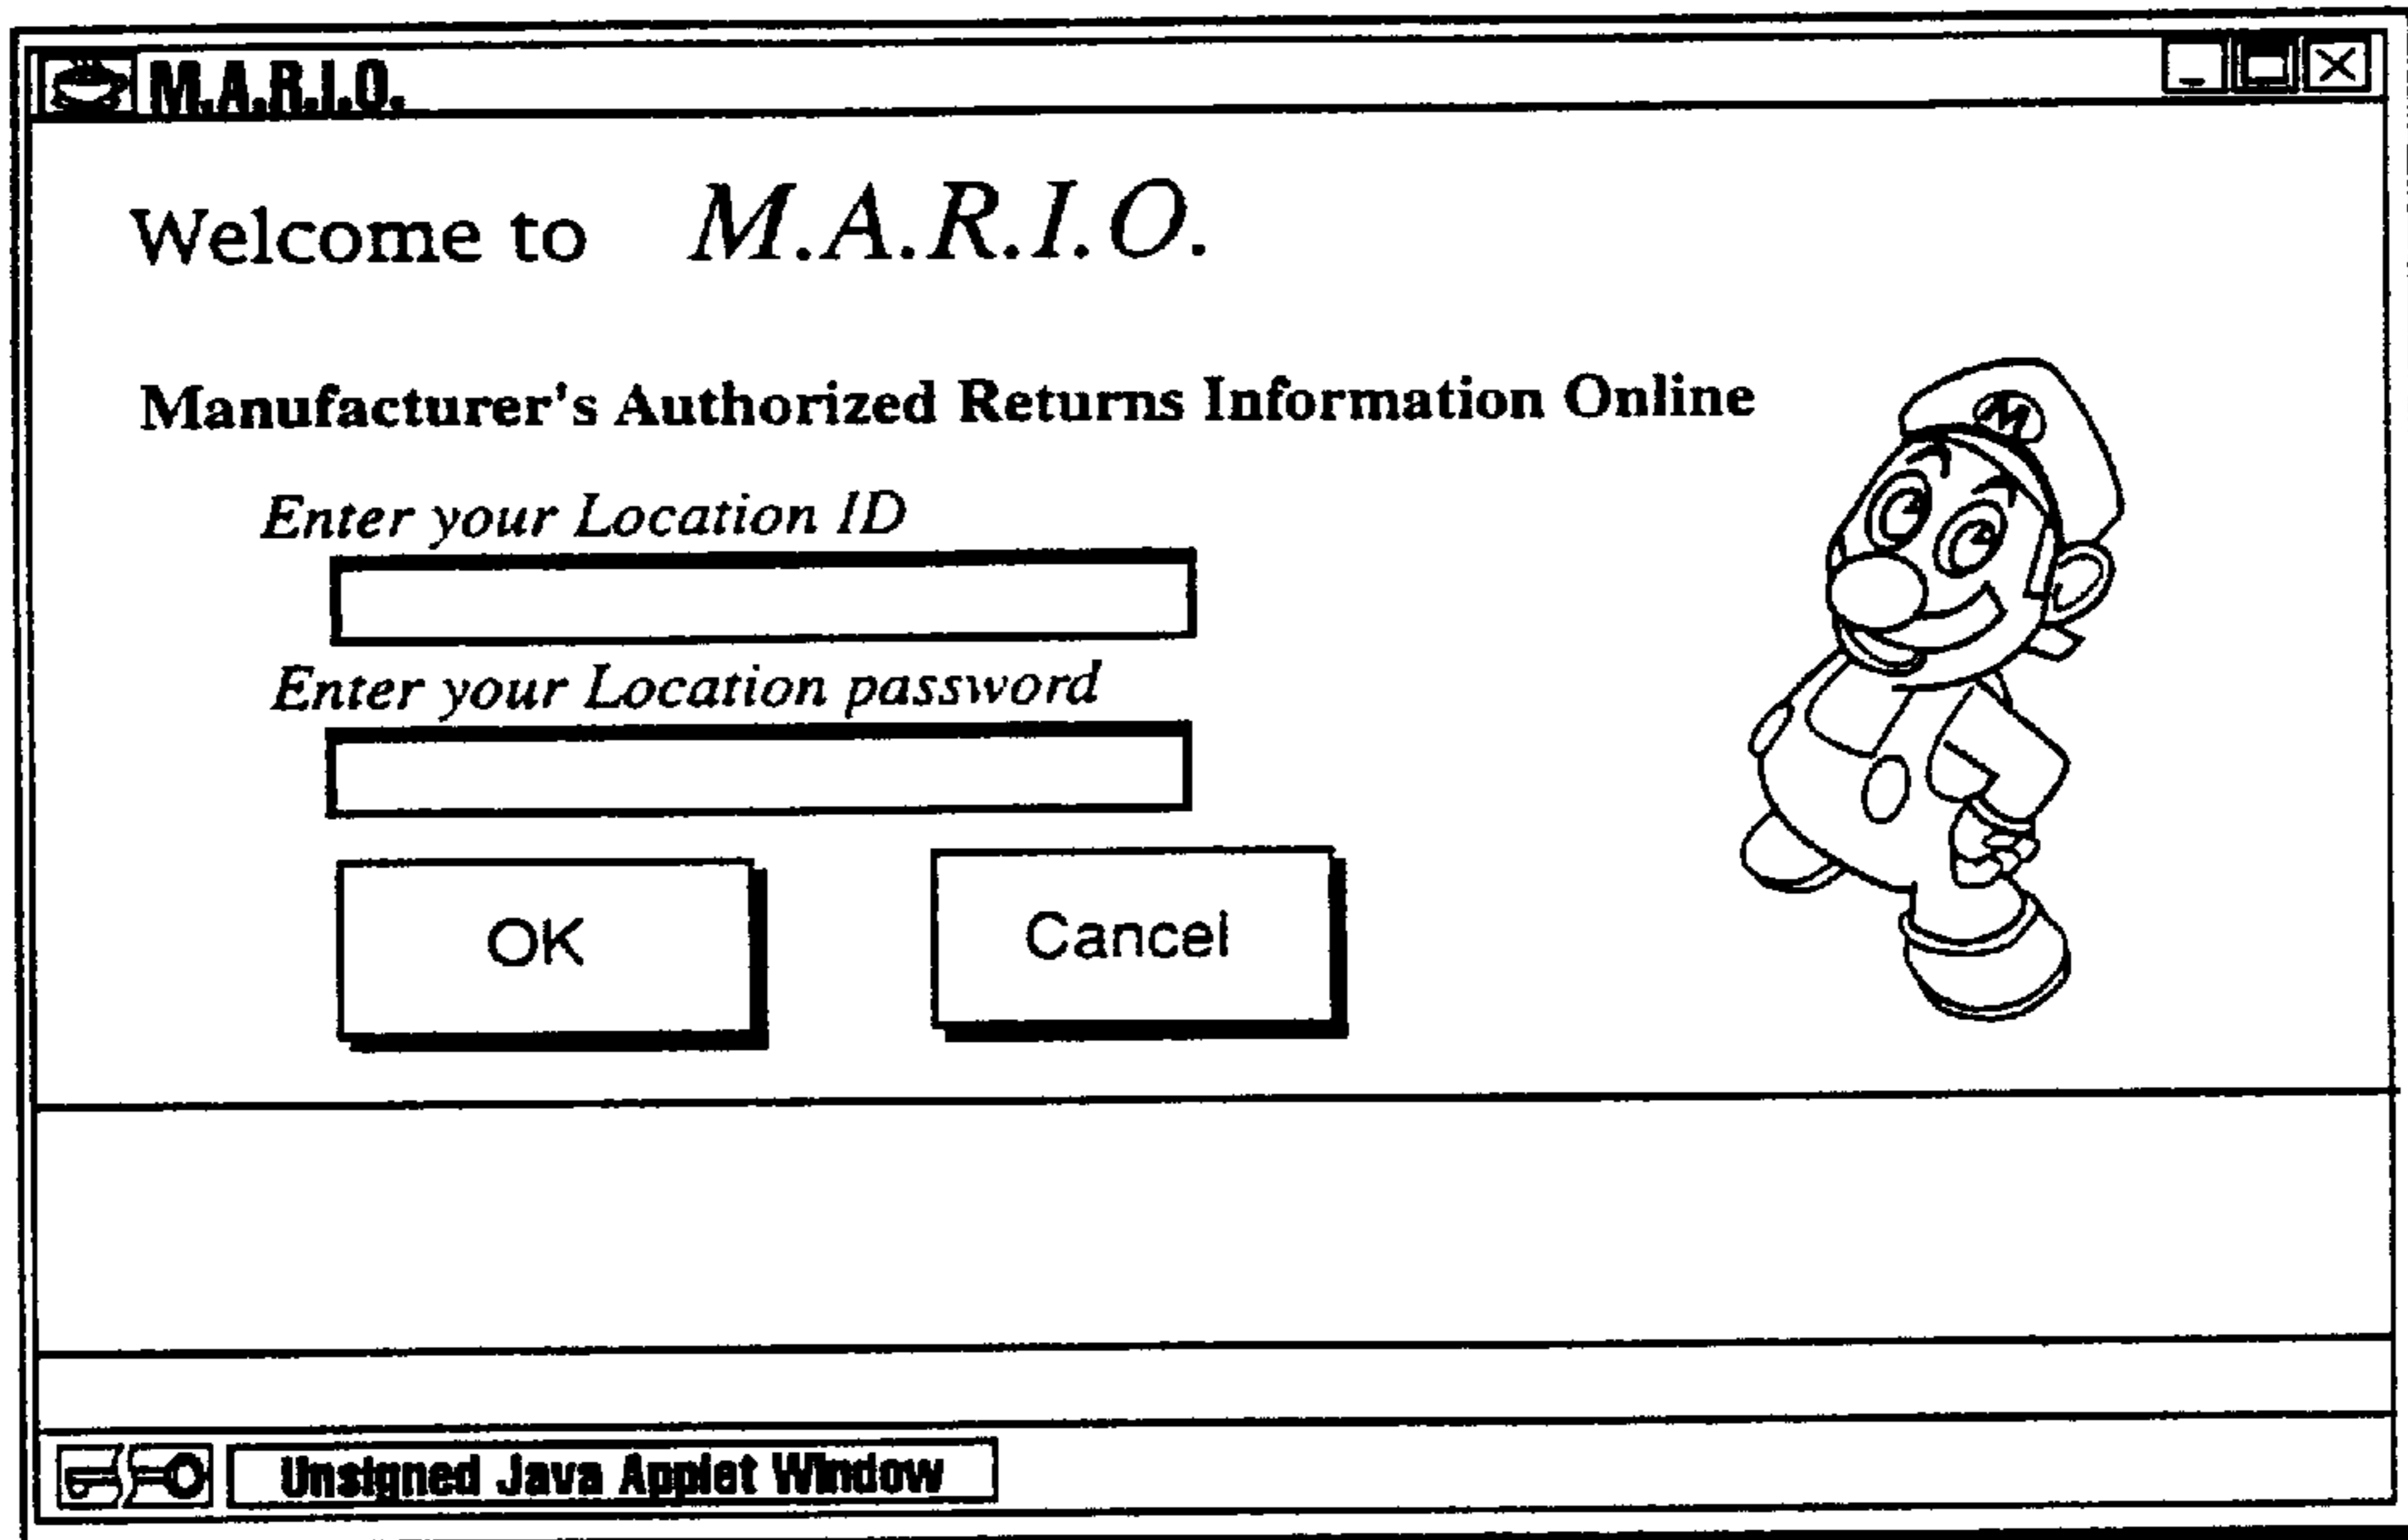 M.A.R.I.O.
Welcome to M.A.R.I.O.
Manufacturer's Authorized Returns Information Online
M
Enter your Location ID
Enter your Location password
OK Cancel
Unsigned Java Applet Window